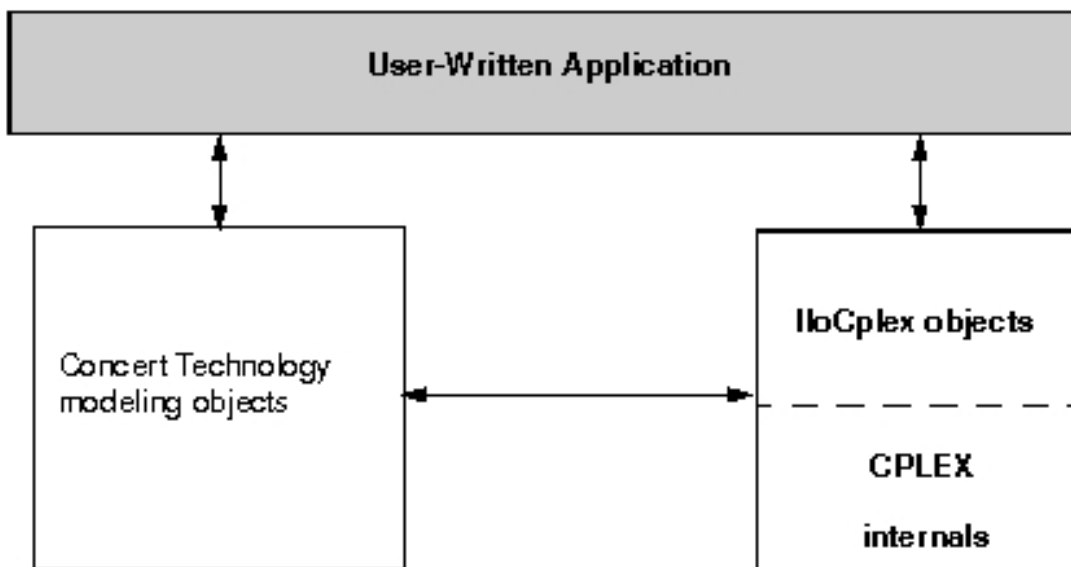 User-Written Application
Concert Technology
modeling objects
IloCplex objects
CPLEX
internals